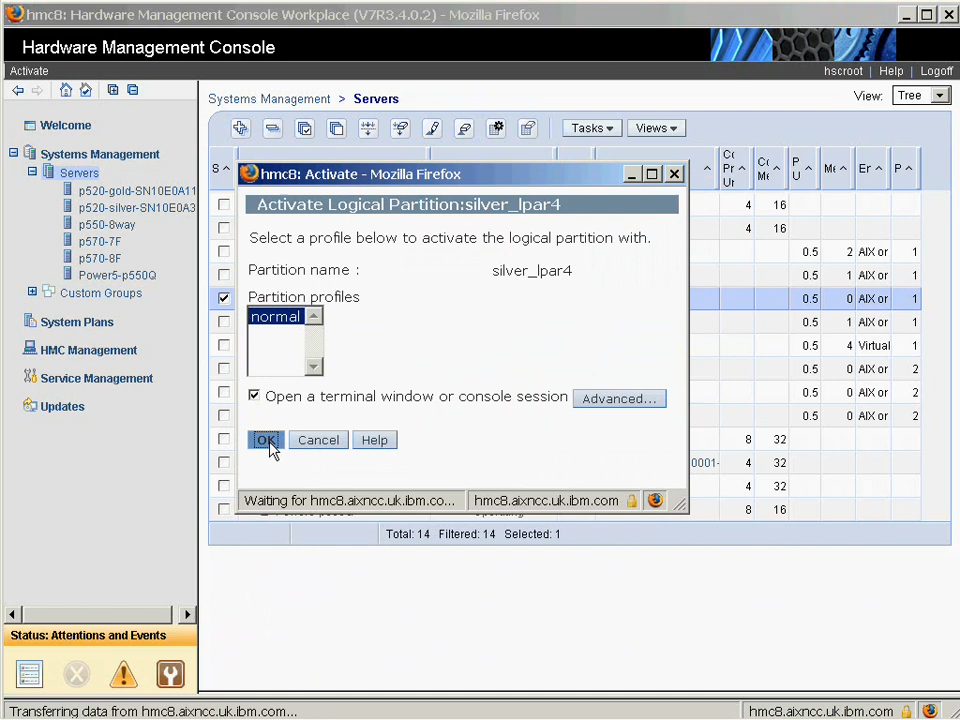 hmc8: Hardware Management Console Workplace (V7R3.4.0.2) - Mozilla Firefox
Hardware Management Console
Activate
hscroot | Help | Logoff
Systems Management > Servers
View: Tree
Welcome
Systems Management
Servers
p520-gold-SN10E0A11
p520-silver-SN10E0A3
p550-8way
p570-7F
p570-8F
Power5-p550Q
Custom Groups
System Plans
HMC Management
Service Management
Updates
Tasks
Views
S
Me
Er
P
4 16
4 16
0.5 2 AIX or 1
0.5 1 AIX or 1
0.5 0 AIX or 1
0.5 1 AIX or 1
0.5 4 Virtual 1
0.5 0 AIX or 2
0.5 0 AIX or 2
0.5 0 AIX or 2
8 32
0001- 4 32
4 32
8 16
hmc8: Activate - Mozilla Firefox
Activate Logical Partition:silver_lpar4
Select a profile below to activate the logical partition with.
Partition name : silver_lpar4
Partition profiles
normal
Open a terminal window or console session
Advanced...
OK
Cancel
Help
Waiting for hmc8.aixncc.uk.ibm.co...
hmc8.aixncc.uk.ibm.com
Total: 14 Filtered: 14 Selected: 1
Status: Attentions and Events
Transferring data from hmc8.aixncc.uk.ibm.com...
hmc8.aixncc.uk.ibm.com